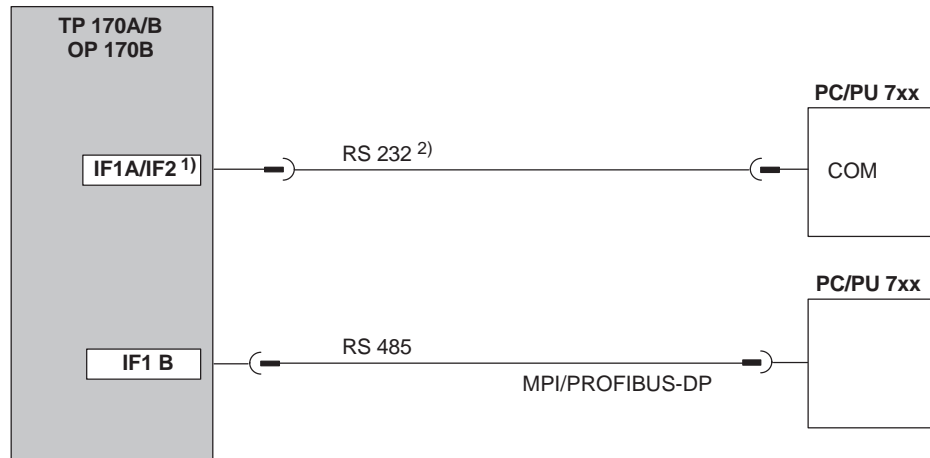 TP 170A/B
OP 170B
PC/PU 7xx
IF1A/IF2 1)
RS 232 2)
COM
PC/PU 7xx
IF1 B
RS 485
MPI/PROFIBUS-DP